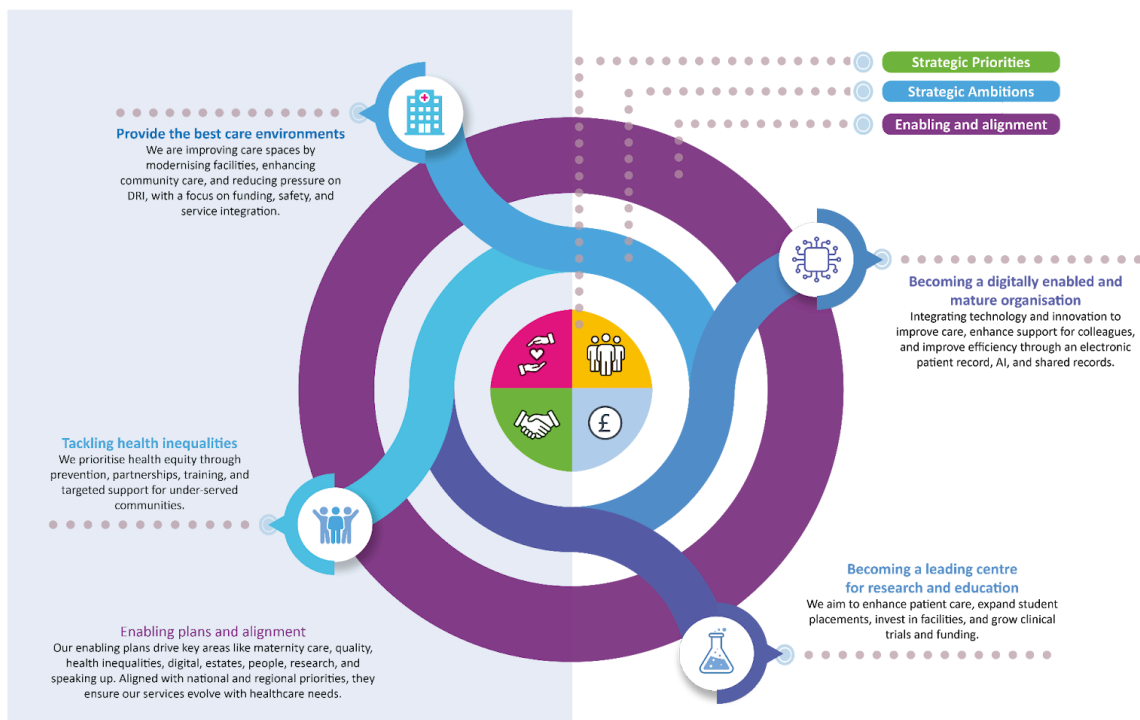 Strategic Priorities
Strategic Ambitions
Enabling and alignment
Provide the best care environments
We are improving care spaces by
modernising facilities, enhancing
community care, and reducing pressure on
DRI, with a focus on funding, safety, and
service integration.
Becoming a digitally enabled and
mature organisation
Integrating technology and innovation to
improve care, enhance support for colleagues,
and improve efficiency through an electronic
patient record, AI, and shared records.
£
Tackling health inequalities
We prioritise health equity through
prevention, partnerships, training, and
targeted support for under-served
communities.
Becoming a leading centre
for research and education
We aim to enhance patient care, expand student
placements, invest in facilities, and grow clinical
trials and funding.
Enabling plans and alignment
Our enabling plans drive key areas like maternity care, quality,
health inequalities, digital, estates, people, research, and
speaking up. Aligned with national and regional priorities, they
ensure our services evolve with healthcare needs.